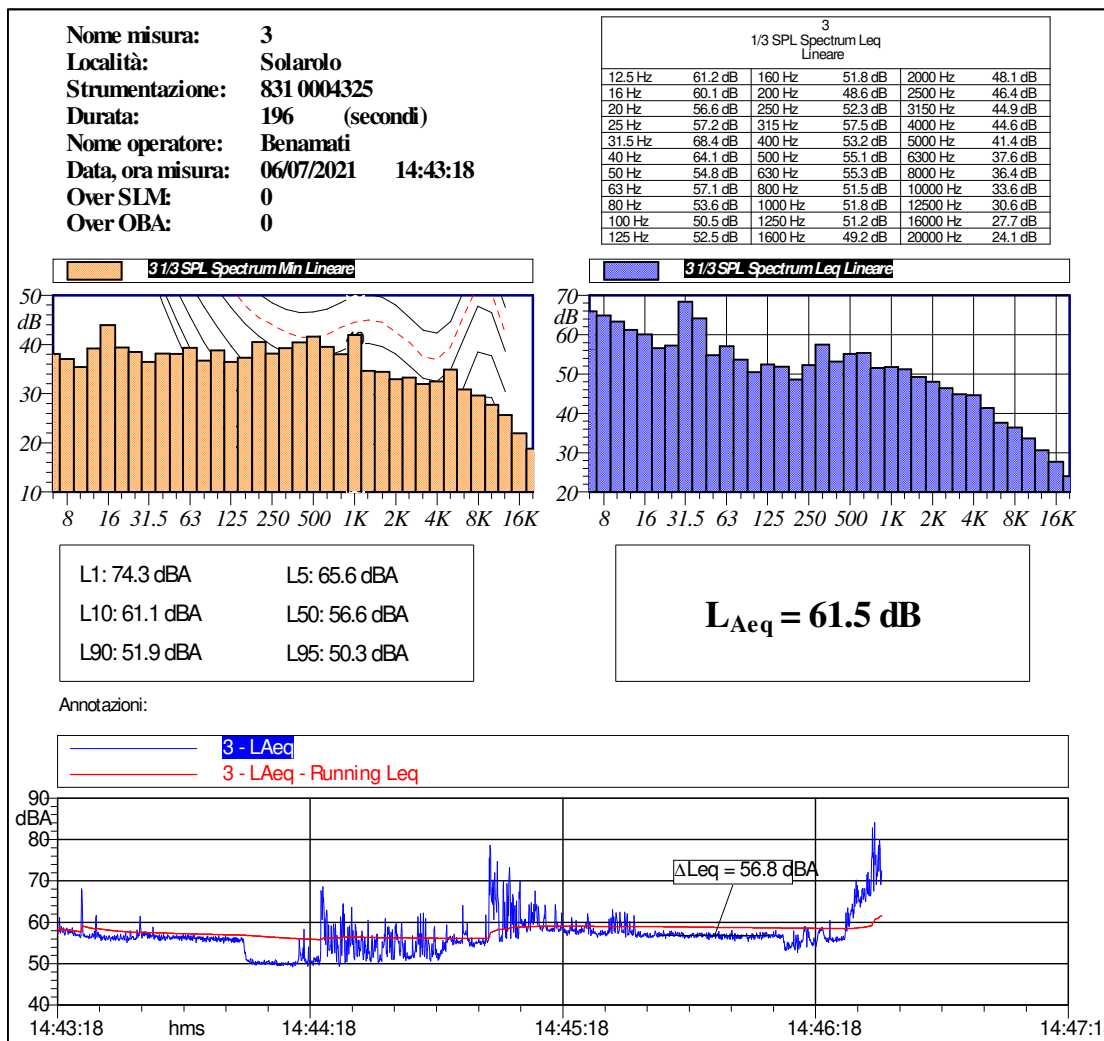 Nome misura: 3
Località: Solarolo
Strumentazione: 831 0004325
Durata: 196 (secondi)
Nome operatore: Benamati
Data, ora misura: 06/07/2021 14:43:18
Over SLM: 0
Over OBA: 0
3
1/3 SPL Spectrum Leq
Lineare
12.5 Hz 61.2 dB 160 Hz 51.8 dB 2000 Hz 48.1 dB
16 Hz 60.1 dB 200 Hz 48.6 dB 2500 Hz 46.4 dB
20 Hz 56.6 dB 250 Hz 52.3 dB 3150 Hz 44.9 dB
25 Hz 57.2 dB 315 Hz 57.5 dB 4000 Hz 44.6 dB
31.5 Hz 68.4 dB 400 Hz 53.2 dB 5000 Hz 41.4 dB
40 Hz 64.1 dB 500 Hz 55.1 dB 6300 Hz 37.6 dB
50 Hz 54.8 dB 630 Hz 55.3 dB 8000 Hz 36.4 dB
63 Hz 57.1 dB 800 Hz 51.5 dB 10000 Hz 33.6 dB
80 Hz 53.6 dB 1000 Hz 51.8 dB 12500 Hz 30.6 dB
100 Hz 50.5 dB 1250 Hz 51.2 dB 16000 Hz 27.7 dB
125 Hz 52.5 dB 1600 Hz 49.2 dB 20000 Hz 24.1 dB
3 1/3 SPL Spectrum Min Lineare
50
dB
40
30
20
10
8 16 31.5 63 125 250 500 1K 2K 4K 8K 16K
3 1/3 SPL Spectrum Leq Lineare
70
dB
60
50
40
30
20
8 16 31.5 63 125 250 500 1K 2K 4K 8K 16K
L1: 74.3 dBA L5: 65.6 dBA
L10: 61.1 dBA L50: 56.6 dBA
L90: 51.9 dBA L95: 50.3 dBA
LAeq = 61.5 dB
Annotazioni:
3 - LAeq
3 - LAeq - Running Leq
90
dBA
80
70
60
50
40
ΔLeq = 56.8 dBA
14:43:18 hms 14:44:18 14:45:18 14:46:18 14:47:1